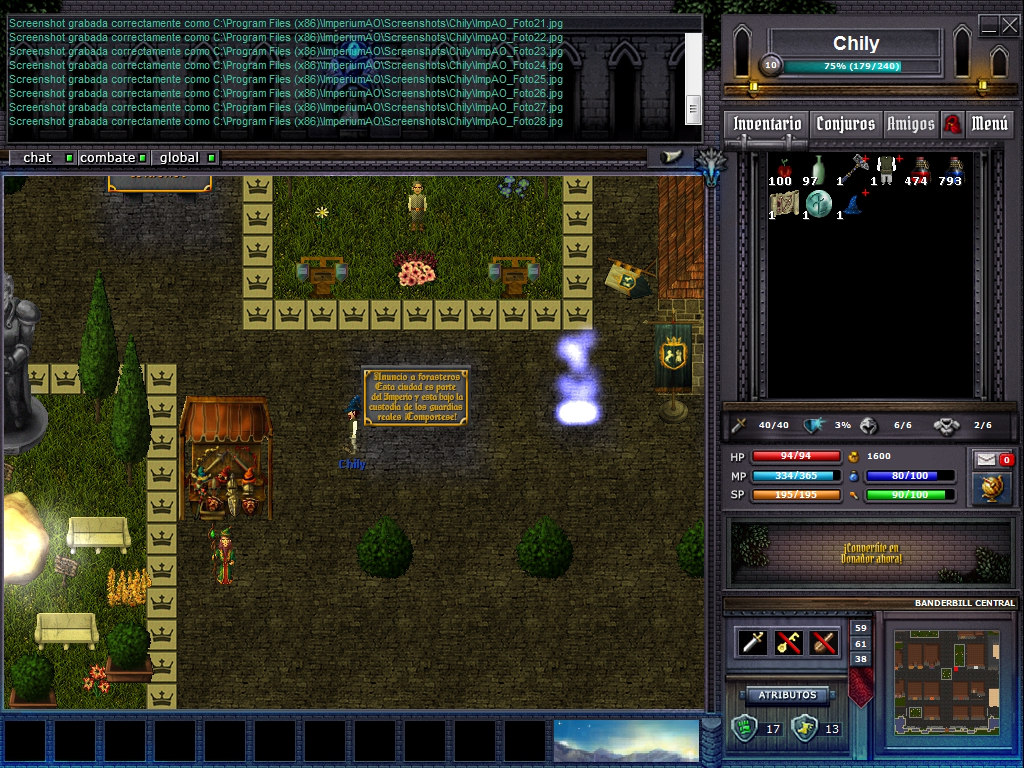 Screenshot grabada correctamente como C:\Program Files (x86)\ImperiumAO\Screenshots\Chily\ImpAO_Foto21.jpg
Screenshot grabada correctamente como C:\Program Files (x86)\ImperiumAO\Screenshots\Chily\ImpAO_Foto22.jpg
Screenshot grabada correctamente como C:\Program Files (x86)\ImperiumAO\Screenshots\Chily\ImpAO_Foto23.jpg
Screenshot grabada correctamente como C:\Program Files (x86)\ImperiumAO\Screenshots\Chily\ImpAO_Foto24.jpg
Screenshot grabada correctamente como C:\Program Files (x86)\ImperiumAO\Screenshots\Chily\ImpAO_Foto25.jpg
Screenshot grabada correctamente como C:\Program Files (x86)\ImperiumAO\Screenshots\Chily\ImpAO_Foto26.jpg
Screenshot grabada correctamente como C:\Program Files (x86)\ImperiumAO\Screenshots\Chily\ImpAO_Foto27.jpg
Screenshot grabada correctamente como C:\Program Files (x86)\ImperiumAO\Screenshots\Chily\ImpAO_Foto28.jpg
chat combate global
Chily
10 75% (179/240)
Inventario Conjuros Amigos Menú
100 97 1 1 474 793
1 1 1
Anuncio a forasteros
Esta ciudad es parte
del Imperio y esta bajo la
custodia de los guardias
reales ¡Comportese!
Chily
40/40 3% 6/6 2/6
HP 94/94 1600 0
MP 334/365 80/100
SP 195/195 90/100
¡Convertite en
Donador ahora!
BANDERBILL CENTRAL
59
61
38
ATRIBUTOS
17 13